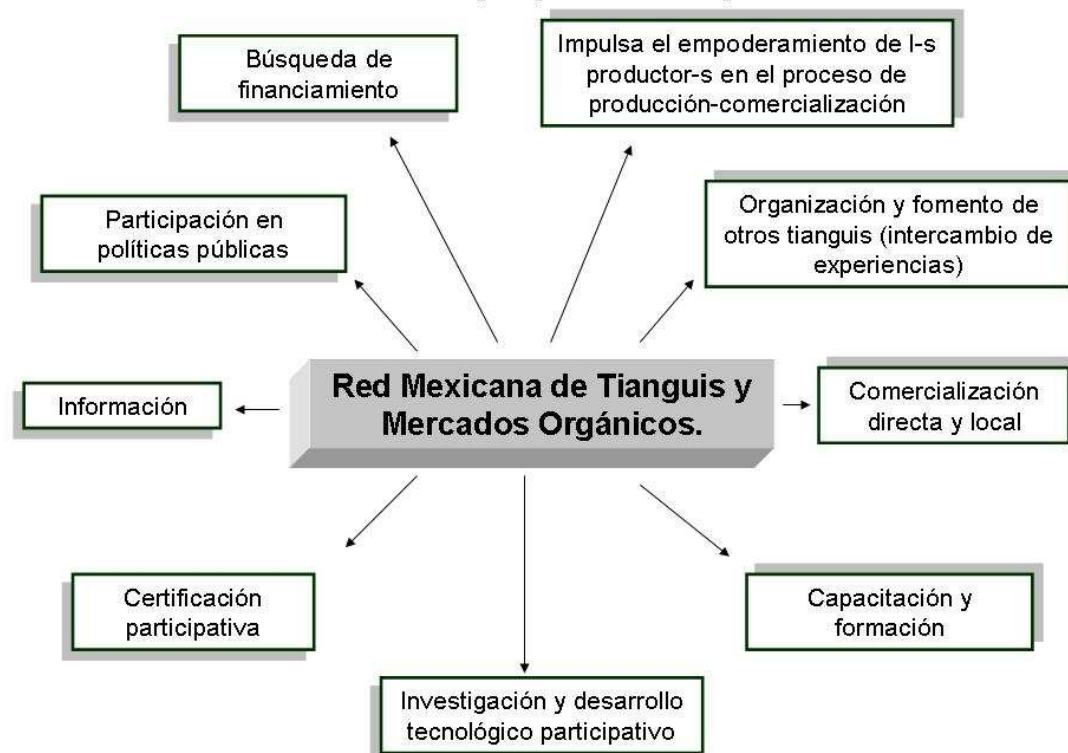 Búsqueda de
financiamiento
Impulsa el empoderamiento de l-s
productor-s en el proceso de
producción-comercialización
Participación en
políticas públicas
Organización y fomento de
otros tianguis (intercambio de
experiencias)
Información
Red Mexicana de Tianguis y
Mercados Orgánicos.
Comercialización
directa y local
Certificación
participativa
Capacitación y
formación
Investigación y desarrollo
tecnológico participativo